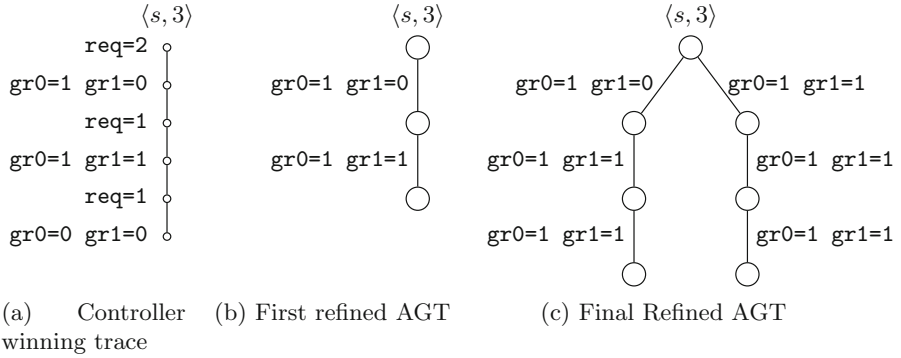 ⟨s, 3⟩ ⟨s, 3⟩ ⟨s, 3⟩
req=2
gr0=1 gr1=0 gr0=1 gr1=0 gr0=1 gr1=0 gr0=1 gr1=1
req=1
gr0=1 gr1=1 gr0=1 gr1=1 gr0=1 gr1=1 gr0=1 gr1=1
req=1
gr0=0 gr1=0 gr0=1 gr1=1 gr0=1 gr1=1
(a) Controller winning trace
(b) First refined AGT
(c) Final Refined AGT